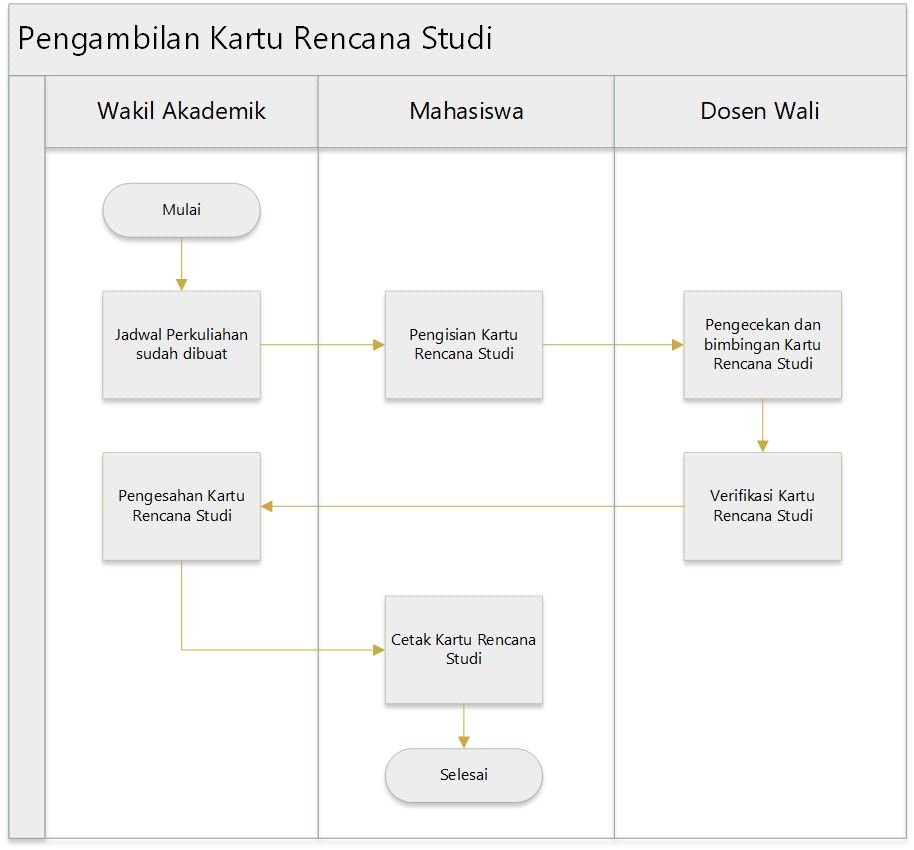 Pengambilan Kartu Rencana Studi
Wakil Akademik
Mahasiswa
Dosen Wali
Mulai
Jadwal Perkuliahan
sudah dibuat
Pengisian Kartu
Rencana Studi
Pengecekan dan
bimbingan Kartu
Rencana Studi
Pengesahan Kartu
Rencana Studi
Verifikasi Kartu
Rencana Studi
Cetak Kartu Rencana
Studi
Selesai